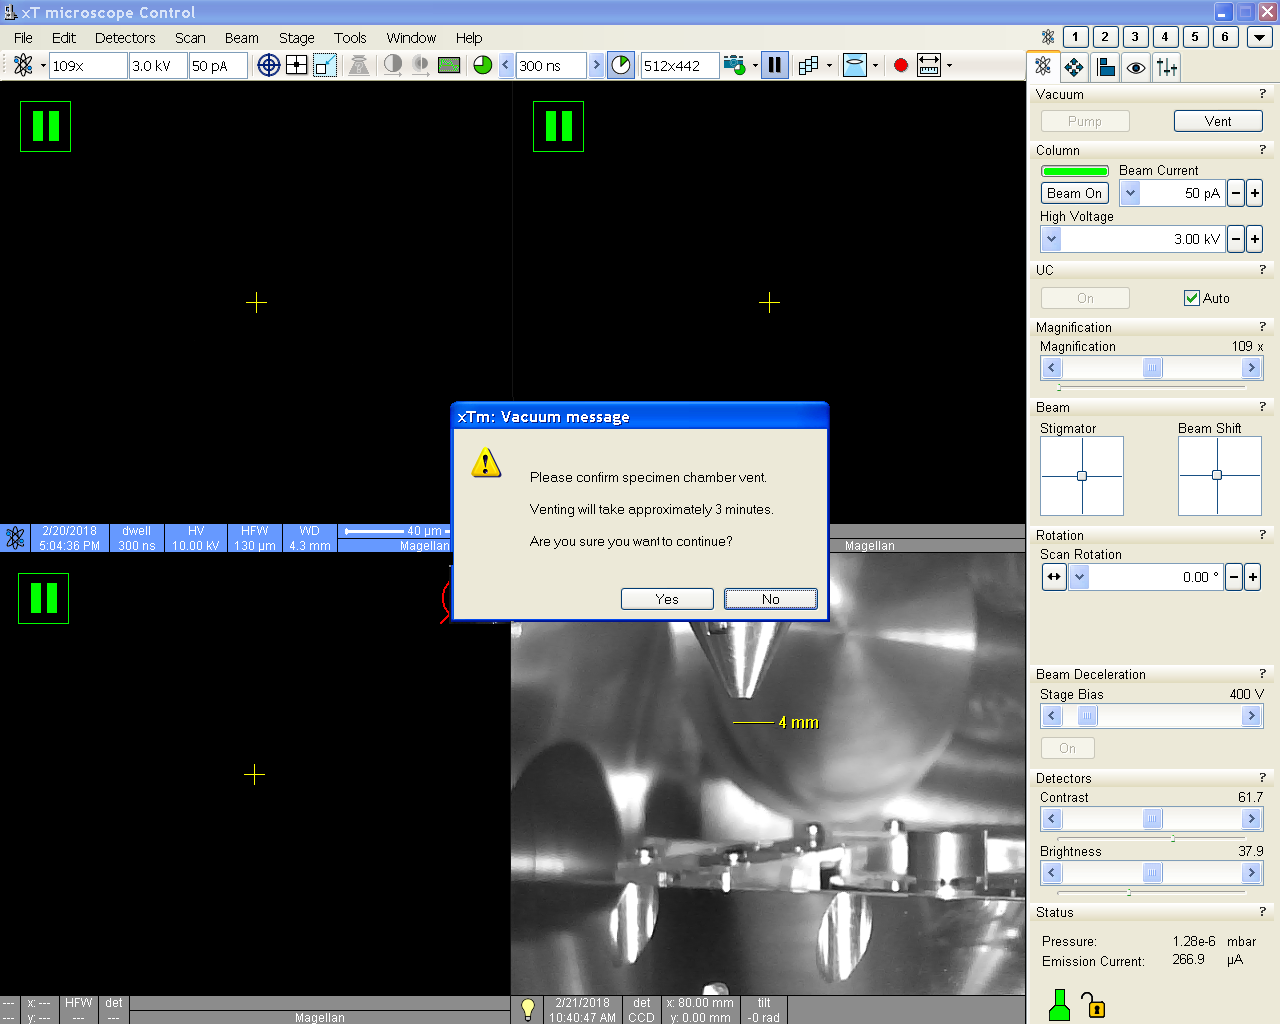 xT microscope Control
File Edit Detectors Scan Beam Stage Tools Window Help
1 2 3 4 5 6
109x 3.0 kV 50 pA 300 ns 512x442
Vacuum ?
Pump Vent
Column ?
Beam Current
Beam On 50 pA
High Voltage
3.00 kV
UC ?
On Auto
Magnification ?
Magnification 109 x
Beam ?
Stigmator Beam Shift
Rotation ?
Scan Rotation
0.00 °
Beam Deceleration ?
Stage Bias 400 V
On
Detectors ?
Contrast 61.7
Brightness 37.9
Status ?
Pressure: 1.28e-6 mbar
Emission Current: 266.9 µA
xTm: Vacuum message
Please confirm specimen chamber vent.
Venting will take approximately 3 minutes.
Are you sure you want to continue?
Yes No
2/20/2018 dwell HV HFW WD 40 µm
5:04:36 PM 300 ns 10.00 kV 130 µm 4.3 mm Magellan
Magellan
4 mm
--- x: --- HFW det
--- y: --- --- --- Magellan
2/21/2018 det x: 80.00 mm tilt
10:40:47 AM CCD y: 0.00 mm -0 rad